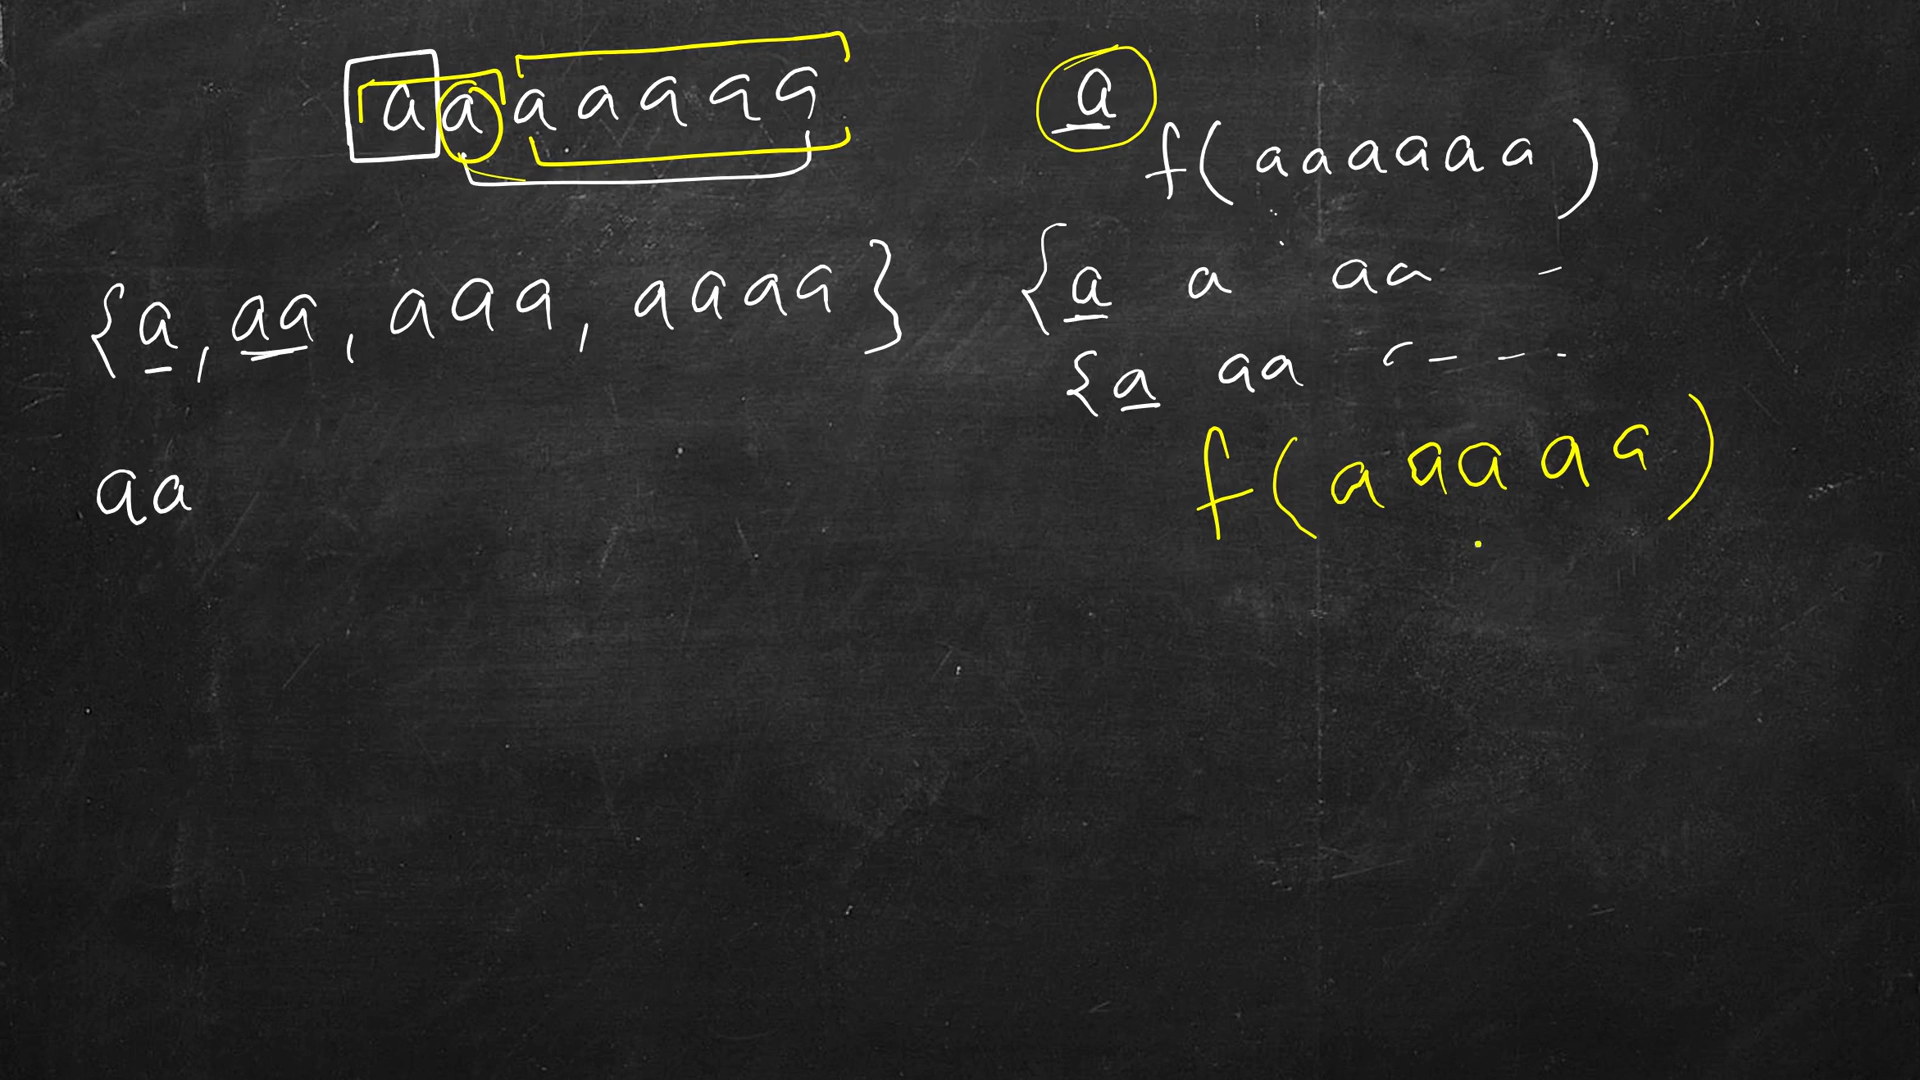 aaaaaaa
a
f(aaaaaa)
{a, aa, aaa, aaaa}
{a a aa -
{a aa ( - - - .
f(aaaaa)
aa